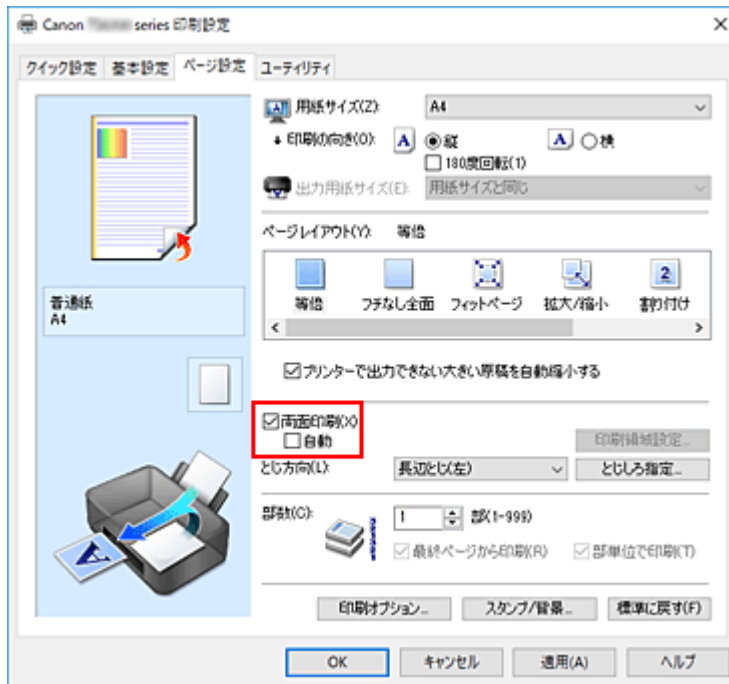 Canon series 印刷設定
クイック設定 基本設定 ページ設定 ユーティリティ
用紙サイズ(Z): A4
印刷の向き(O): A 縦 A 横
180度回転(1)
出力用紙サイズ(E): 用紙サイズと同じ
ページレイアウト(Y): 等倍
等倍 フチなし全面 フィットページ 拡大/縮小 割り付け
2
普通紙
A4
プリンターで出力できない大きい原稿を自動縮小する
両面印刷(X)
自動
印刷領域設定...
とじ方向(L): 長辺とじ(左) とじしろ指定...
部数(C): 1 部(1-999)
最終ページから印刷(R) 部単位で印刷(T)
A
印刷オプション... スタンプ/背景... 標準に戻す(F)
OK キャンセル 適用(A) ヘルプ